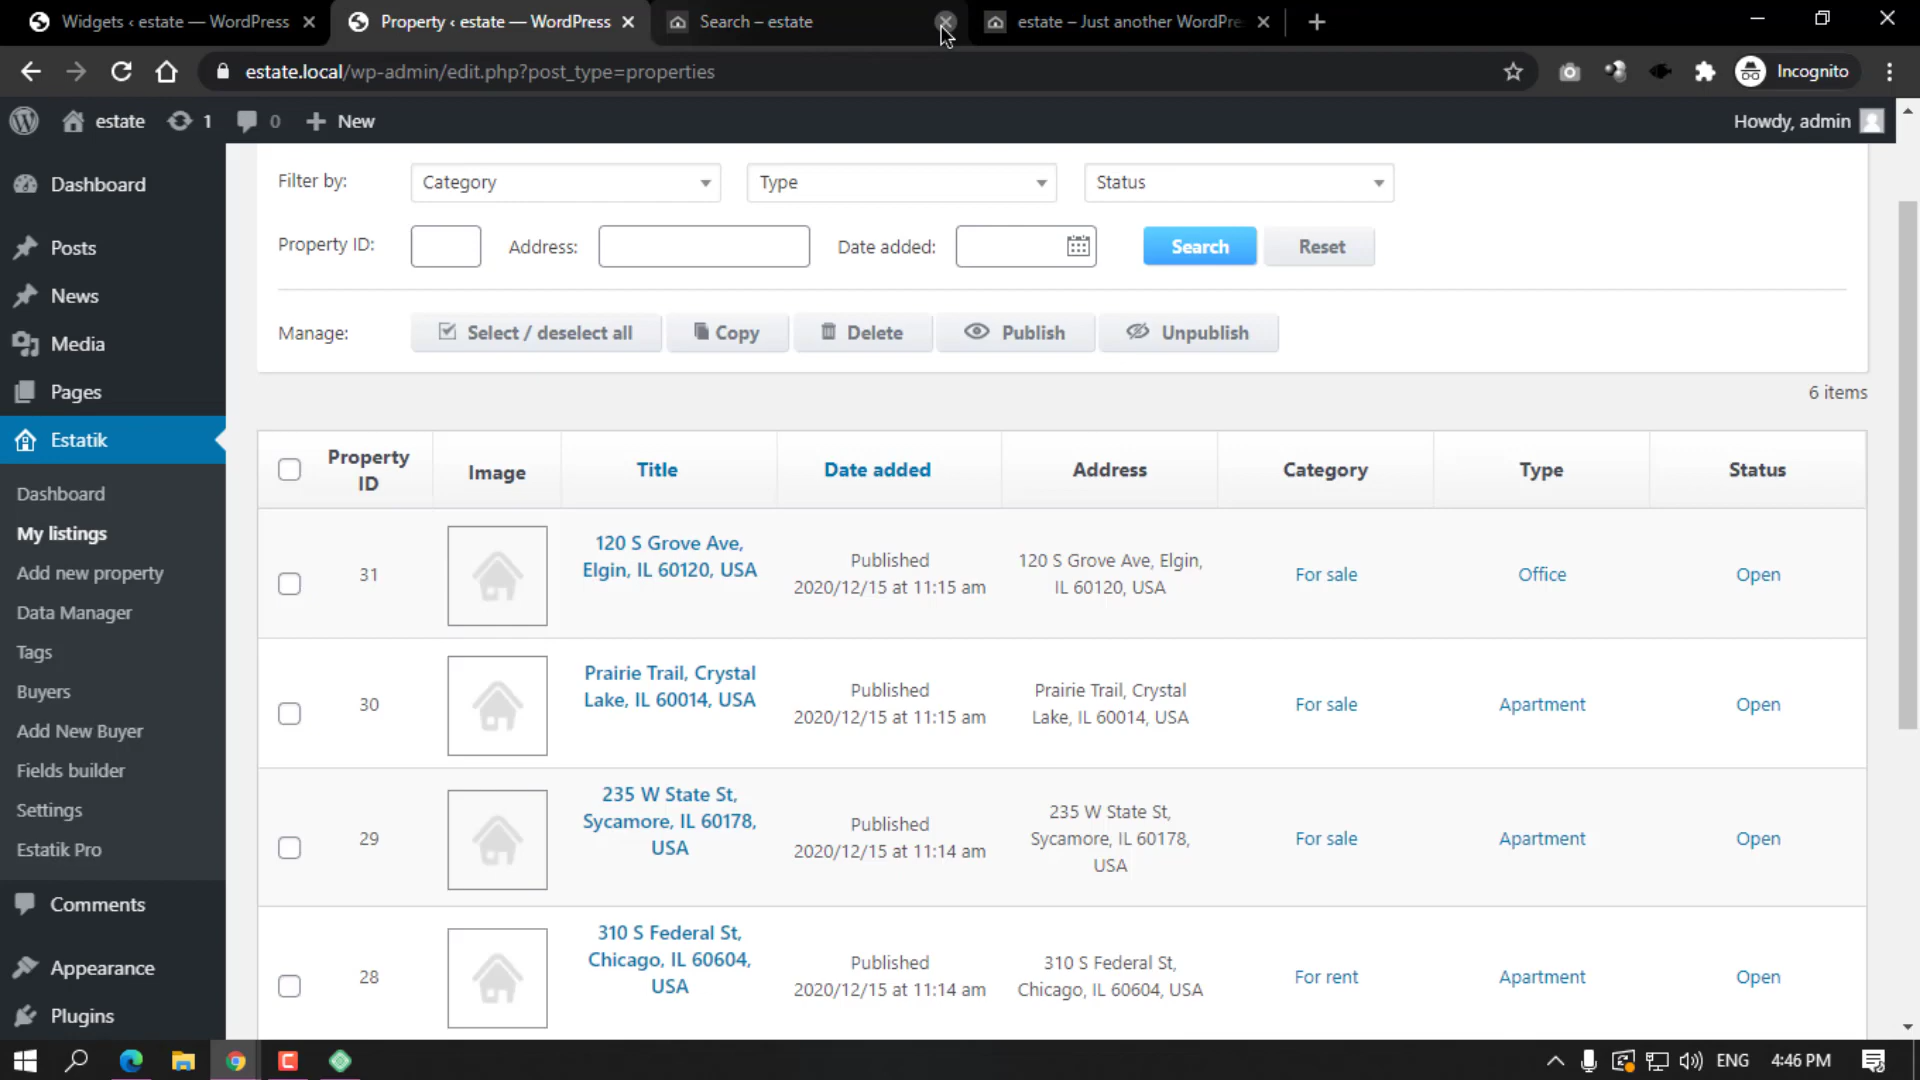 Widgets ‹ estate — WordPress
Property ‹ estate — WordPress
Search – estate
estate – Just another WordPre
estate.local/wp-admin/edit.php?post_type=properties
Incognito
estate
1
0
New
Howdy, admin
Dashboard
Posts
News
Media
Pages
Estatik
Dashboard
My listings
Add new property
Data Manager
Tags
Buyers
Add New Buyer
Fields builder
Settings
Estatik Pro
Comments
Appearance
Plugins
Filter by:
Category
Type
Status
Property ID:
Address:
Date added:
Search
Reset
Manage:
Select / deselect all
Copy
Delete
Publish
Unpublish
6 items
Property
ID
Image
Title
Date added
Address
Category
Type
Status
31
120 S Grove Ave,
Elgin, IL 60120, USA
Published
2020/12/15 at 11:15 am
120 S Grove Ave, Elgin,
IL 60120, USA
For sale
Office
Open
30
Prairie Trail, Crystal
Lake, IL 60014, USA
Published
2020/12/15 at 11:15 am
Prairie Trail, Crystal
Lake, IL 60014, USA
For sale
Apartment
Open
29
235 W State St,
Sycamore, IL 60178,
USA
Published
2020/12/15 at 11:14 am
235 W State St,
Sycamore, IL 60178,
USA
For sale
Apartment
Open
28
310 S Federal St,
Chicago, IL 60604,
USA
Published
2020/12/15 at 11:14 am
310 S Federal St,
Chicago, IL 60604, USA
For rent
Apartment
Open
ENG
4:46 PM